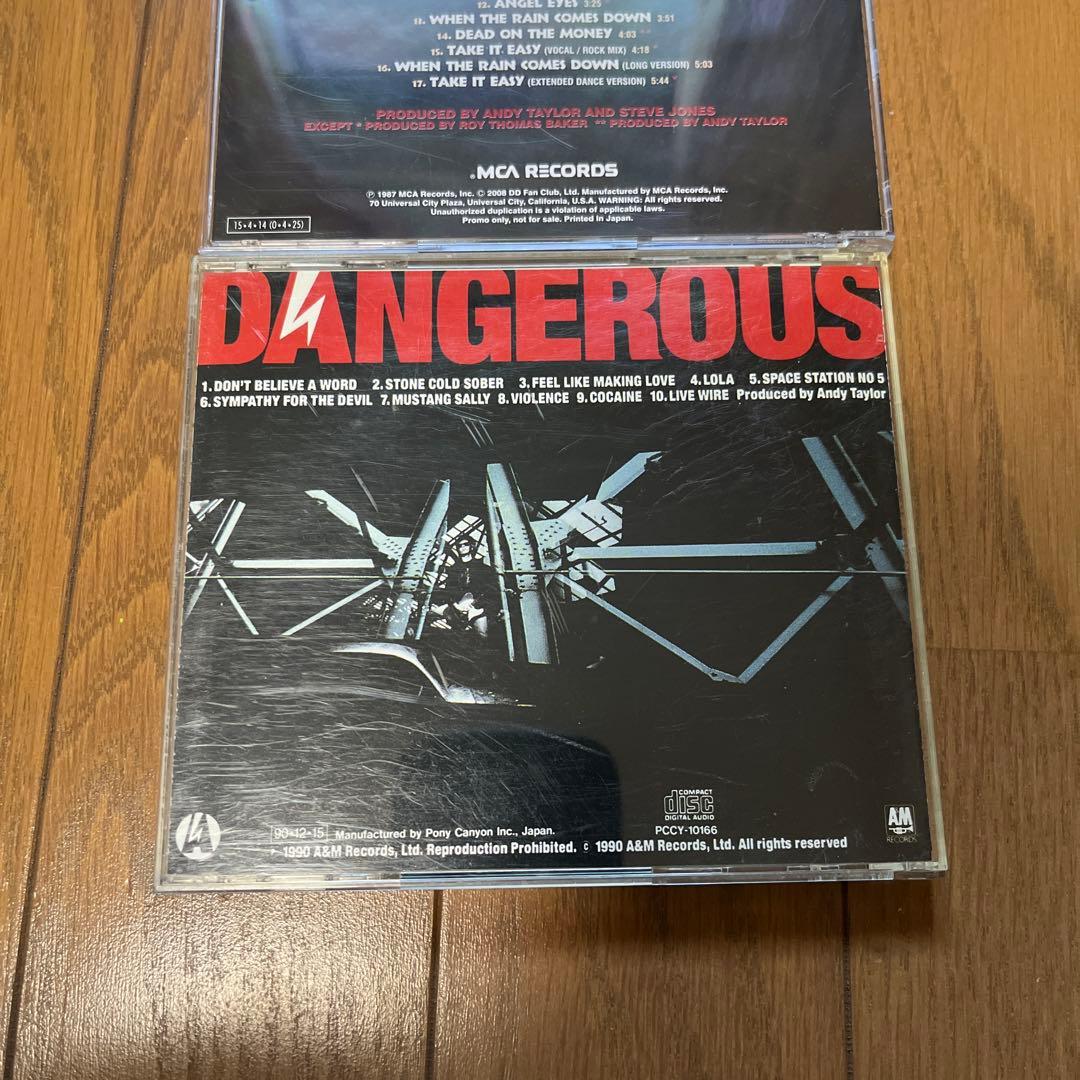 12. ANGEL EYES 3:25
13. WHEN THE RAIN COMES DOWN 3:51
14. DEAD ON THE MONEY 4:03 **
15. TAKE IT EASY (VOCAL / ROCK MIX) 4:18 *
16. WHEN THE RAIN COMES DOWN (LONG VERSION) 5:03
17. TAKE IT EASY (EXTENDED DANCE VERSION) 5:44 *
PRODUCED BY ANDY TAYLOR AND STEVE JONES
EXCEPT * PRODUCED BY ROY THOMAS BAKER ** PRODUCED BY ANDY TAYLOR
MCA RECORDS
℗ 1987 MCA Records, Inc. © 2008 DD Fan Club, Ltd. Manufactured by MCA Records, Inc.
70 Universal City Plaza, Universal City, California, U.S.A. WARNING: All rights reserved.
Unauthorized duplication is a violation of applicable laws.
Promo only, not for sale. Printed in Japan.
15•4•14 (0•4•25)
DANGEROUS
1. DON'T BELIEVE A WORD 2. STONE COLD SOBER 3. FEEL LIKE MAKING LOVE 4. LOLA 5. SPACE STATION NO 5
6. SYMPATHY FOR THE DEVIL 7. MUSTANG SALLY 8. VIOLENCE 9. COCAINE 10. LIVE WIRE Produced by Andy Taylor
COMPACT
disc
DIGITAL AUDIO
PCCY-10166
AM
RECORDS
90•12•15 Manufactured by Pony Canyon Inc., Japan.
℗ 1990 A&M Records, Ltd. Reproduction Prohibited. © 1990 A&M Records, Ltd. All rights reserved